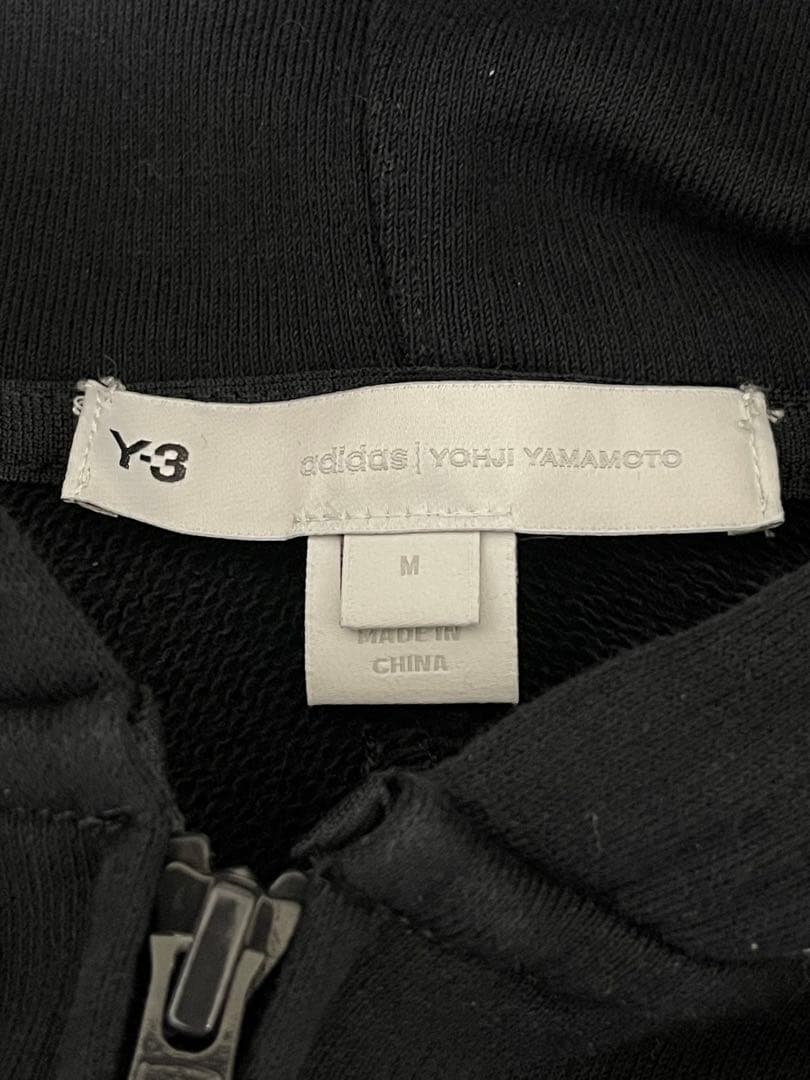 Y-3 adidas | YOHJI YAMAMOTO
M
MADE IN
CHINA